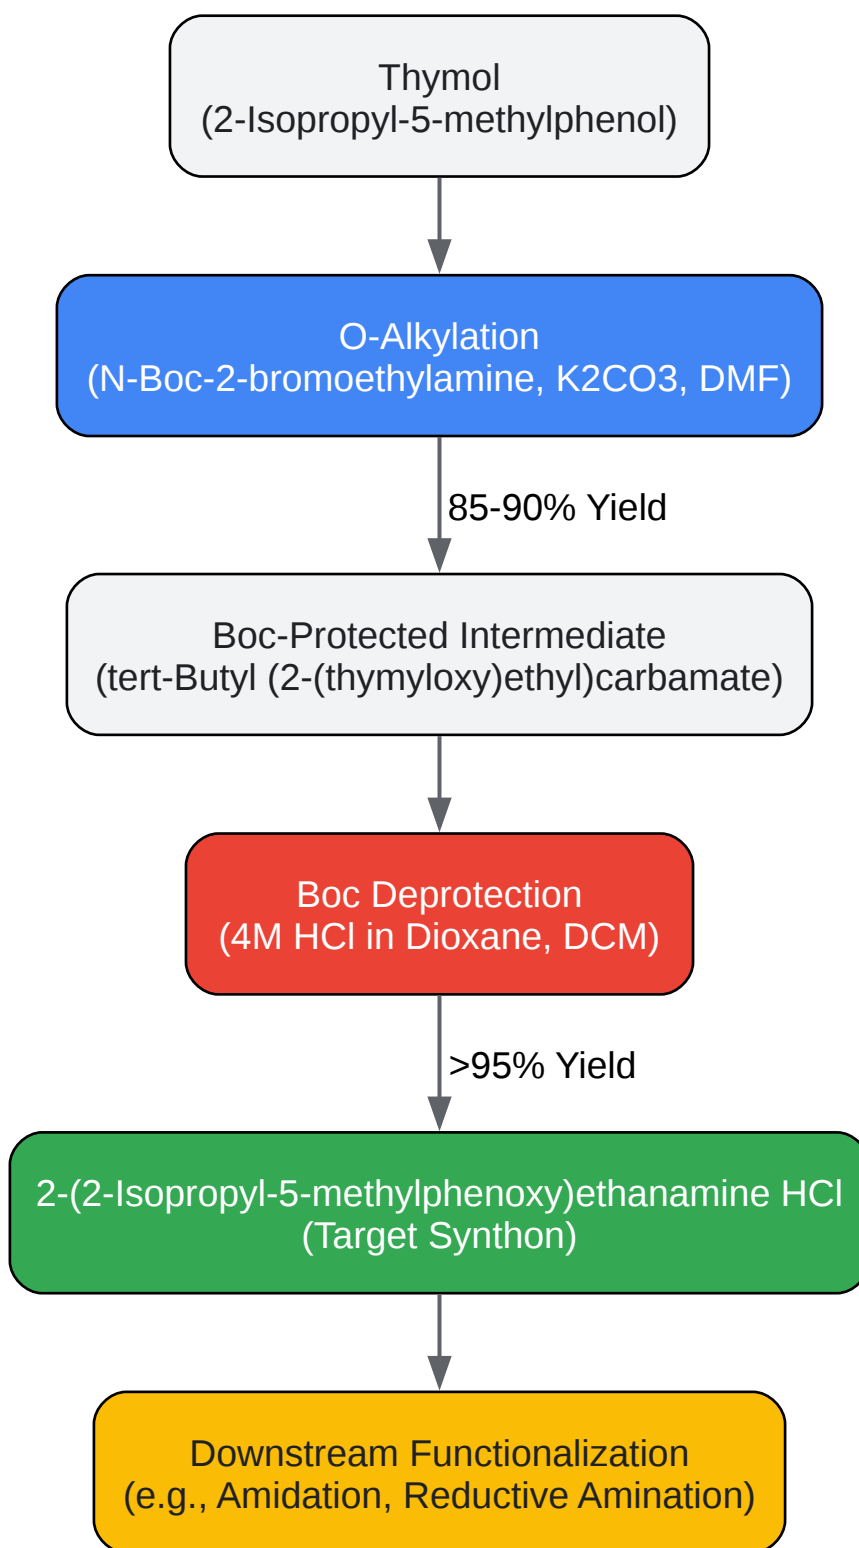 Thymol
(2-Isopropyl-5-methylphenol)
O-Alkylation
(N-Boc-2-bromoethylamine, K2CO3, DMF)
85-90% Yield
Boc-Protected Intermediate
(tert-Butyl (2-(thymyloxy)ethyl)carbamate)
Boc Deprotection
(4M HCl in Dioxane, DCM)
>95% Yield
2-(2-Isopropyl-5-methylphenoxy)ethanamine HCl
(Target Synthon)
Downstream Functionalization
(e.g., Amidation, Reductive Amination)